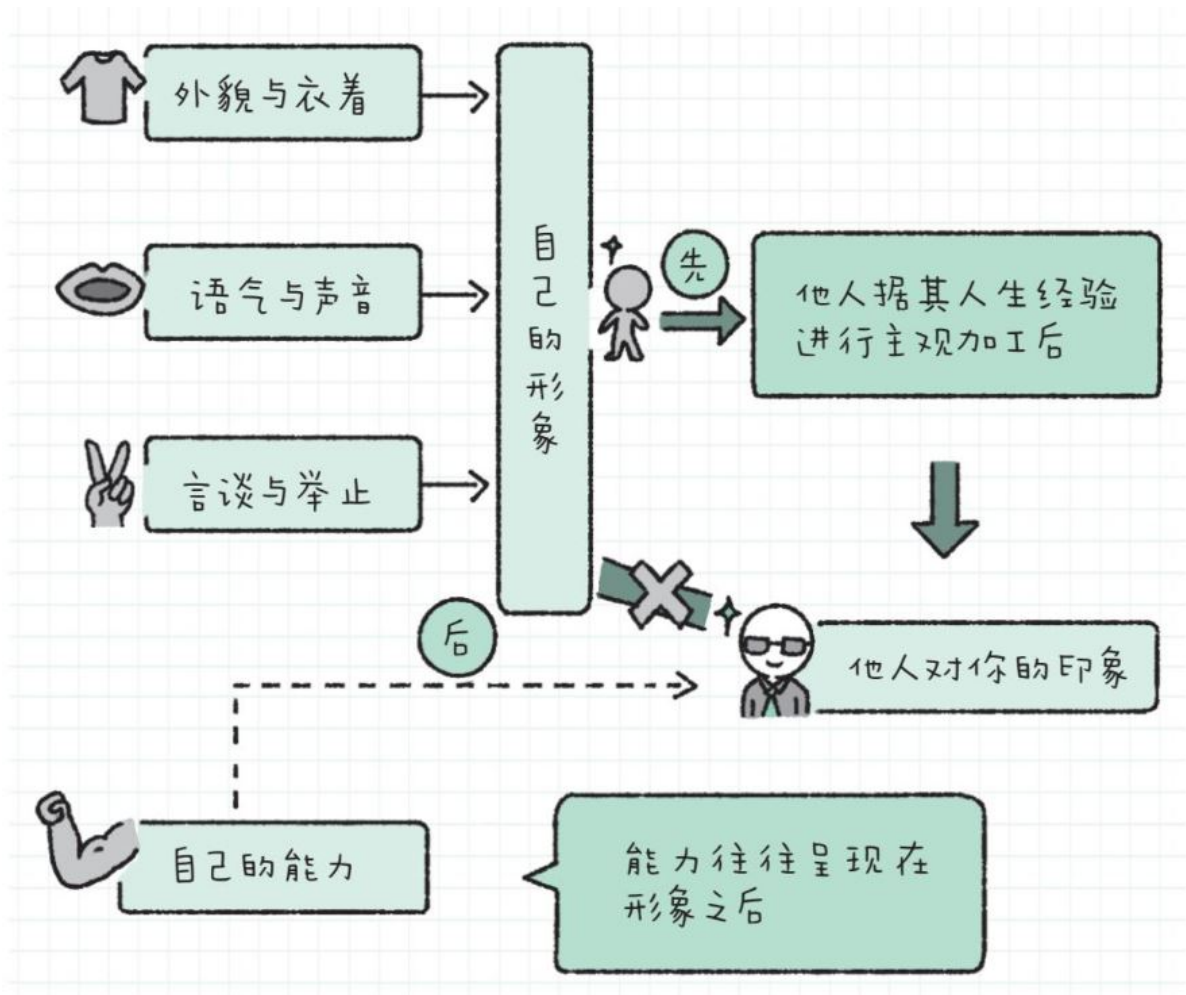 外貌与衣着
语气与声音
言谈与举止
自己的形象
先
他人据其人生经验
进行主观加工后
后
他人对你的印象
自己的能力
能力往往呈现在
形象之后